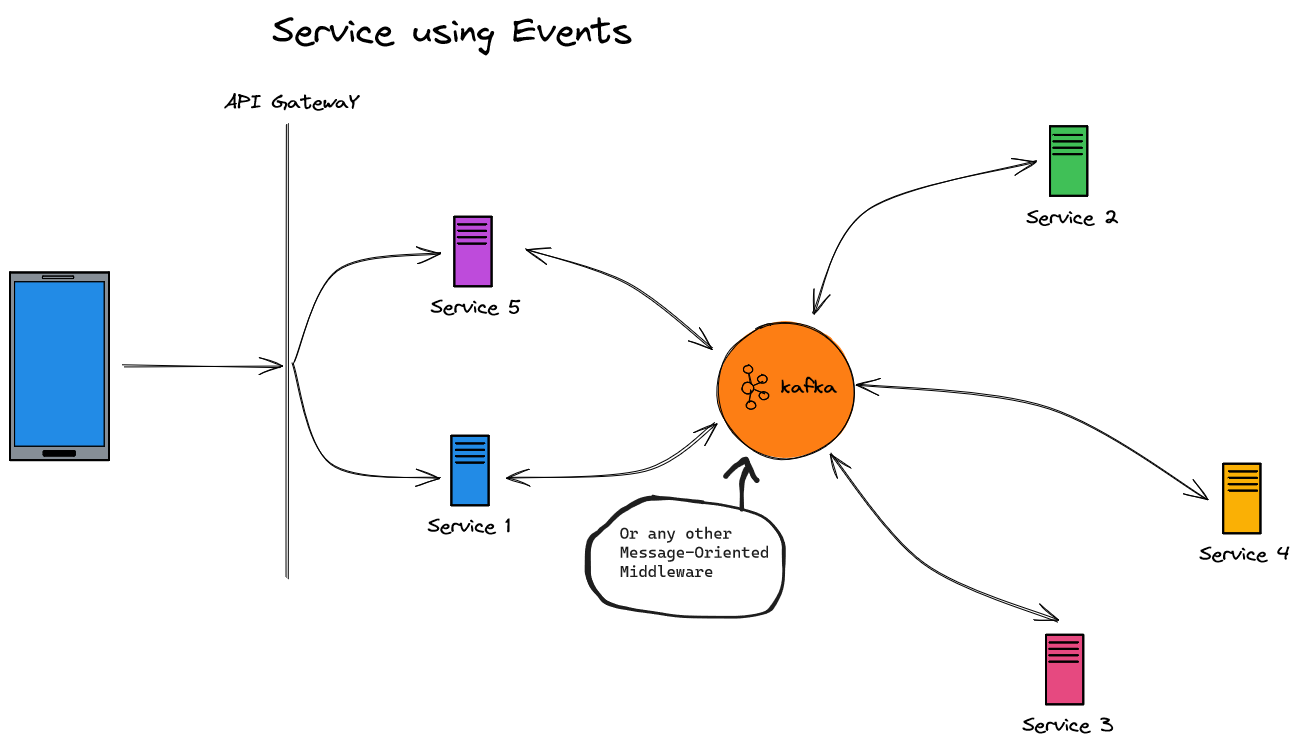 Service using Events
API GatewaY
Service 2
Service 5
kafka
Service 1
Or any other
Message-Oriented
Middleware
Service 4
Service 3